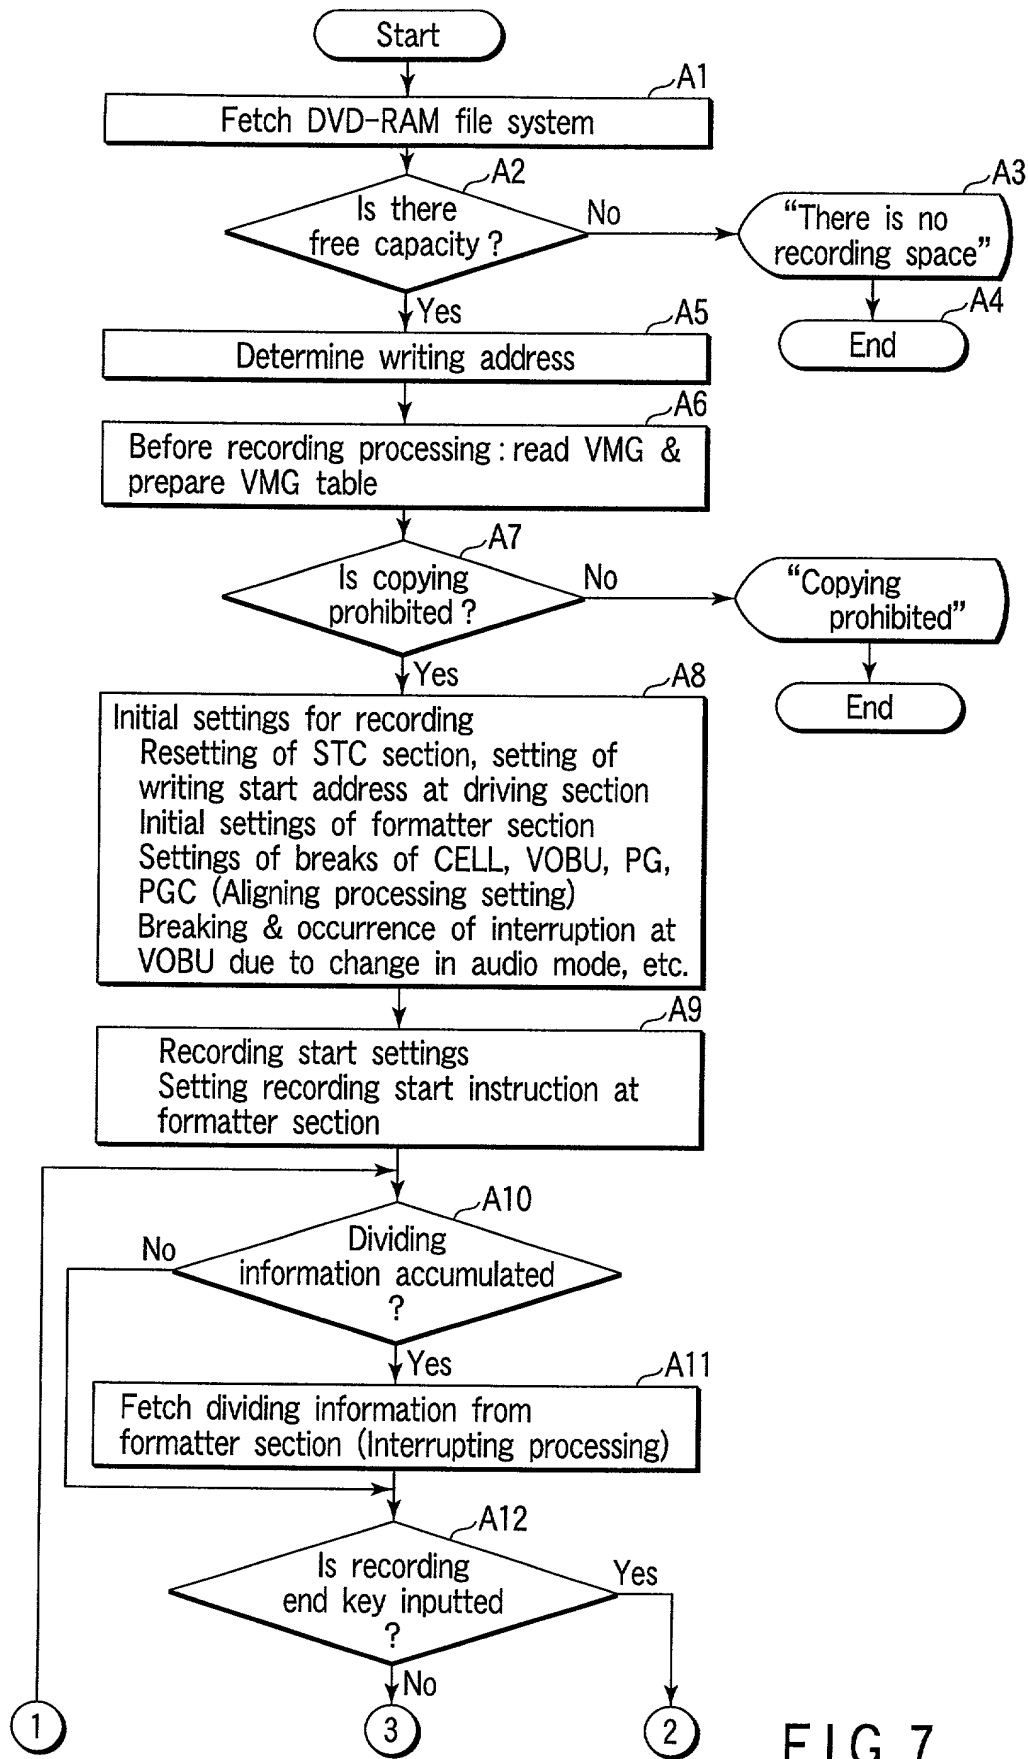 Start
A1
Fetch DVD-RAM file system
A2
Is there
free capacity ?
No
A3
“There is no
recording space”
Yes
A4
End
A5
Determine writing address
A6
Before recording processing : read VMG &
prepare VMG table
A7
Is copying
prohibited ?
No
“Copying
prohibited”
Yes
End
A8
Initial settings for recording
Resetting of STC section, setting of
writing start address at driving section
Initial settings of formatter section
Settings of breaks of CELL, VOBU, PG,
PGC (Aligning processing setting)
Breaking & occurrence of interruption at
VOBU due to change in audio mode, etc.
A9
Recording start settings
Setting recording start instruction at
formatter section
A10
Dividing
information accumulated
?
No
Yes
A11
Fetch dividing information from
formatter section (Interrupting processing)
A12
Is recording
end key inputted
?
Yes
No
1
3
2
FIG. 7